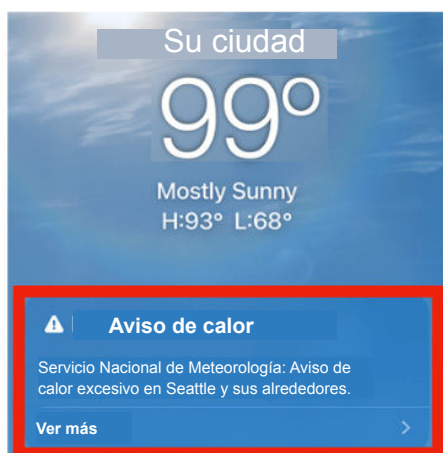 Su ciudad
99°
Mostly Sunny
H:93° L:68°
Aviso de calor
Servicio Nacional de Meteorología: Aviso de
calor excesivo en Seattle y sus alrededores.
Ver más